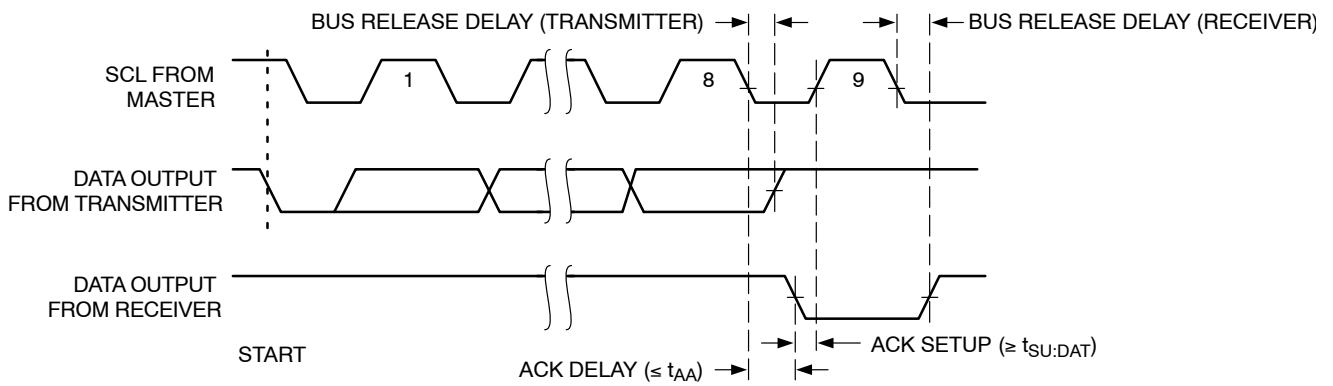 BUS RELEASE DELAY (TRANSMITTER)
BUS RELEASE DELAY (RECEIVER)
SCL FROM
MASTER
1
8
9
DATA OUTPUT
FROM TRANSMITTER
DATA OUTPUT
FROM RECEIVER
START
ACK SETUP (≥ tSU:DAT)
ACK DELAY (≤ tAA)